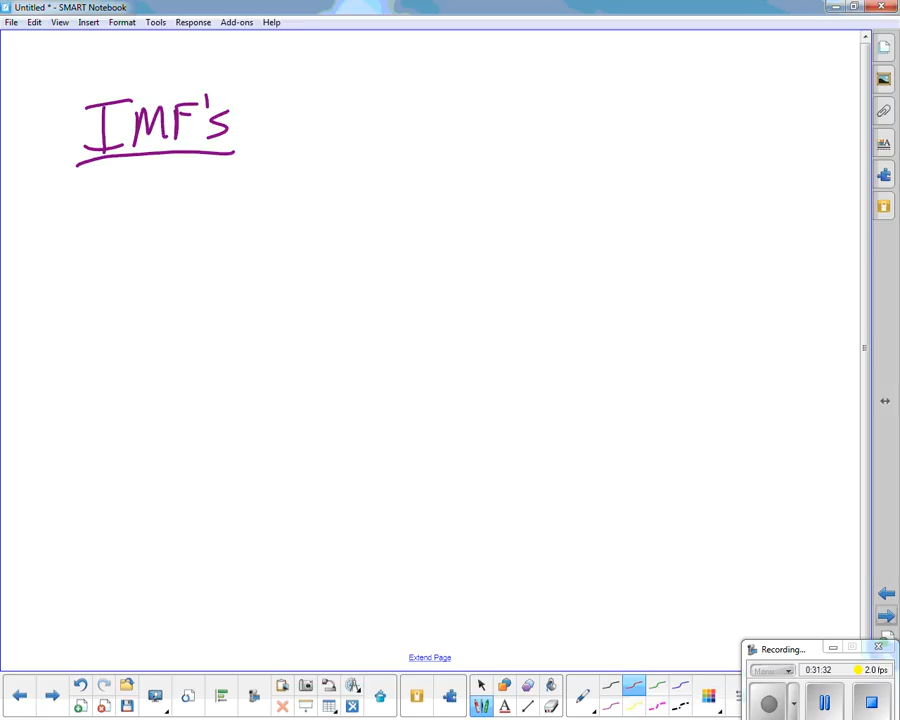 Untitled * - SMART Notebook
File Edit View Insert Format Tools Response Add-ons Help
IMF's
Extend Page
Recording...
Menu
0:31:32
2.0 fps